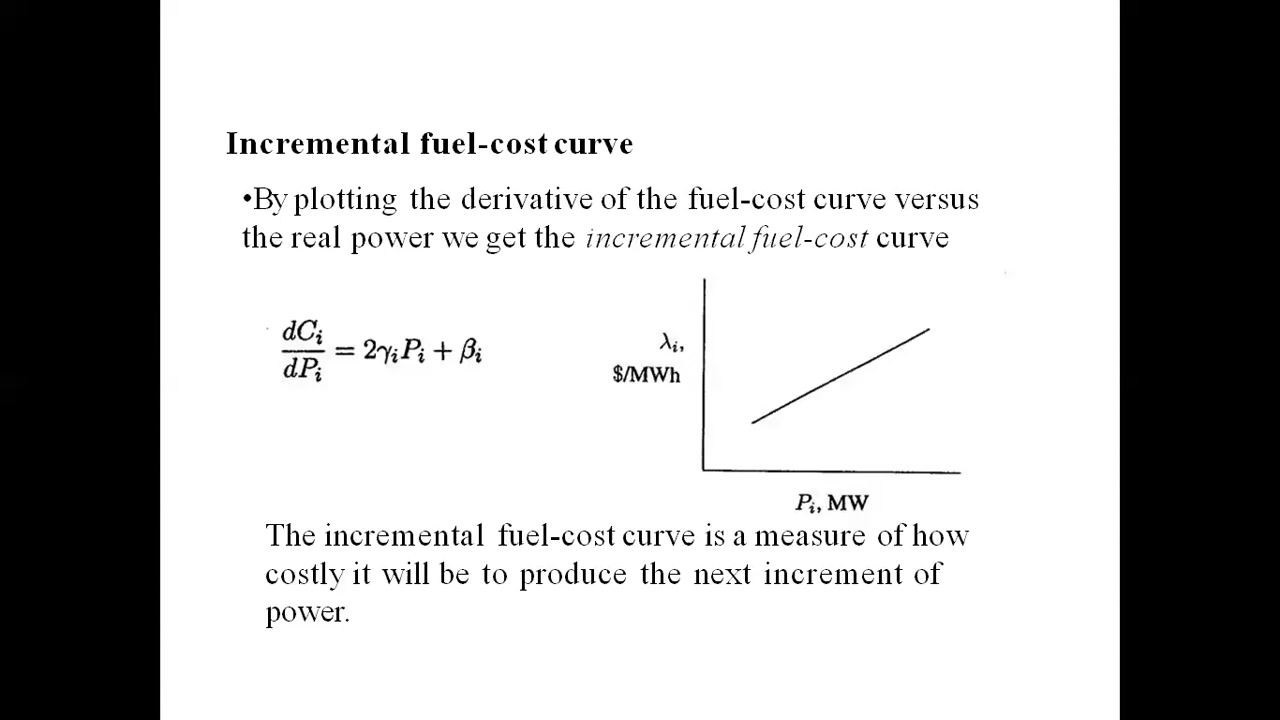 Incremental fuel-cost curve
•By plotting the derivative of the fuel-cost curve versus
the real power we get the incremental fuel-cost curve
dCᵢ/dPᵢ = 2γᵢPᵢ + βᵢ
λᵢ,
$/MWh
Pᵢ, MW
The incremental fuel-cost curve is a measure of how
costly it will be to produce the next increment of
power.